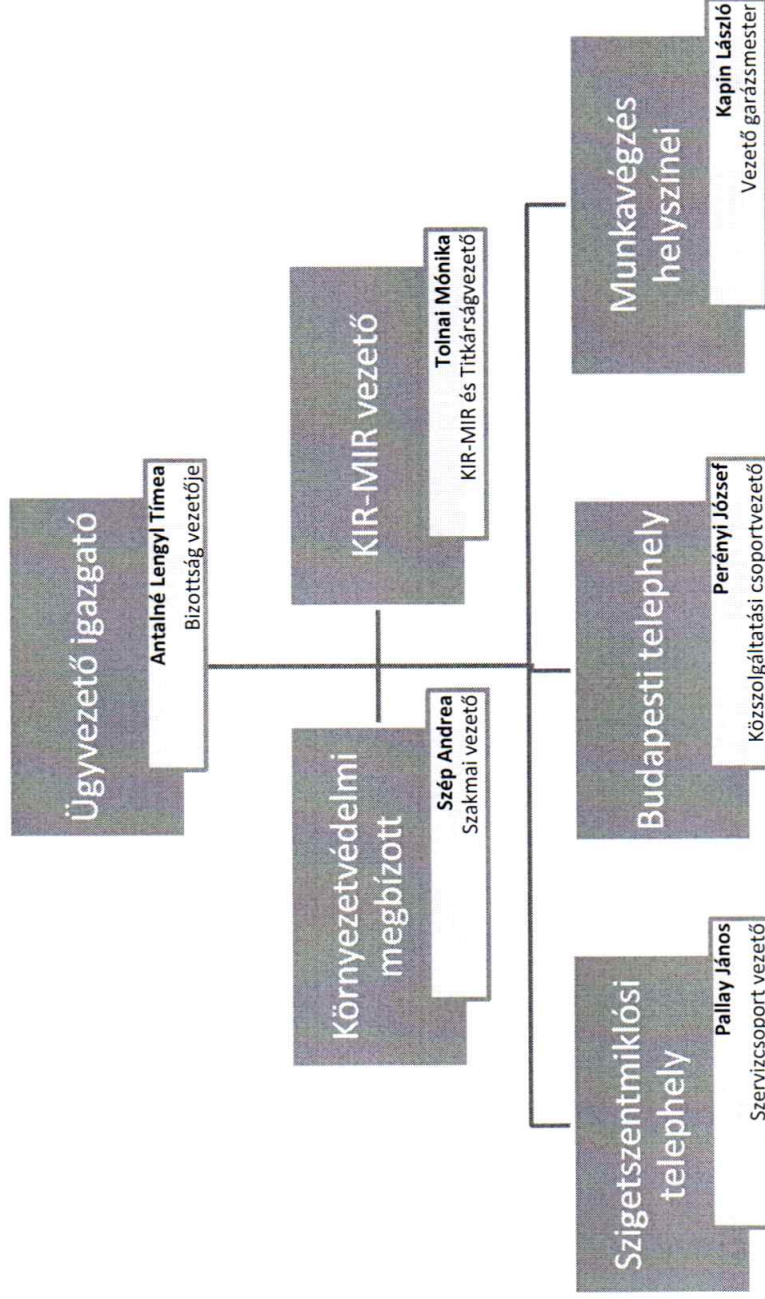 Ügyvezető igazgató
Antalné Lengyl Tímea
Bizottság vezetője
Környezetvédelmi
megbízott
Szép Andrea
Szakmai vezető
KIR-MIR vezető
Tolnai Mónika
KIR-MIR és Titkárságvezető
Szigetszentmiklósi
telephely
Pallay János
Szervizcsoport vezető
Budapesti telephely
Perényi József
Közszolgáltatási csoportvezető
Munkavégzés
helyszínei
Kapin László
Vezető garázsmester